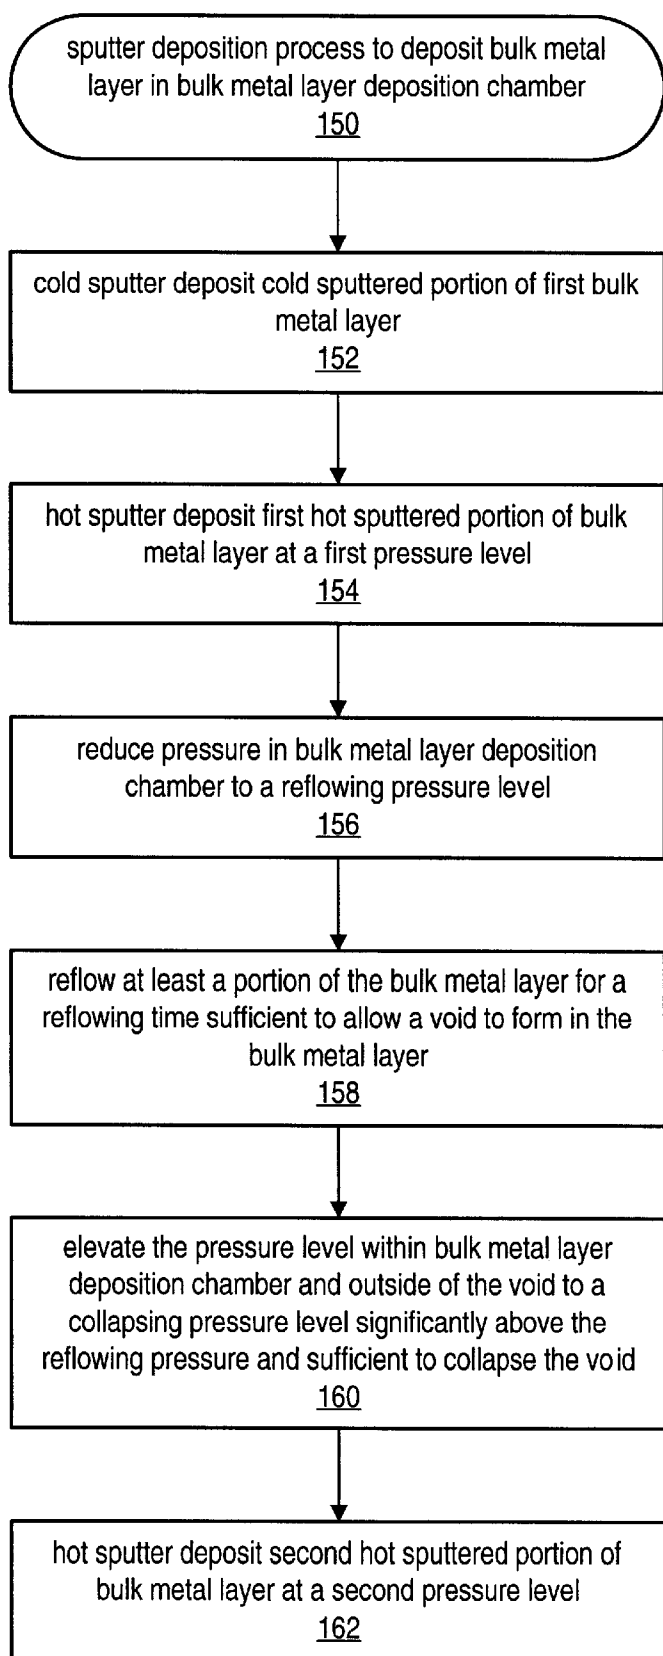 sputter deposition process to deposit bulk metal
layer in bulk metal layer deposition chamber
150
cold sputter deposit cold sputtered portion of first bulk
metal layer
152
hot sputter deposit first hot sputtered portion of bulk
metal layer at a first pressure level
154
reduce pressure in bulk metal layer deposition
chamber to a reflowing pressure level
156
reflow at least a portion of the bulk metal layer for a
reflowing time sufficient to allow a void to form in the
bulk metal layer
158
elevate the pressure level within bulk metal layer
deposition chamber and outside of the void to a
collapsing pressure level significantly above the
reflowing pressure and sufficient to collapse the void
160
hot sputter deposit second hot sputtered portion of
bulk metal layer at a second pressure level
162